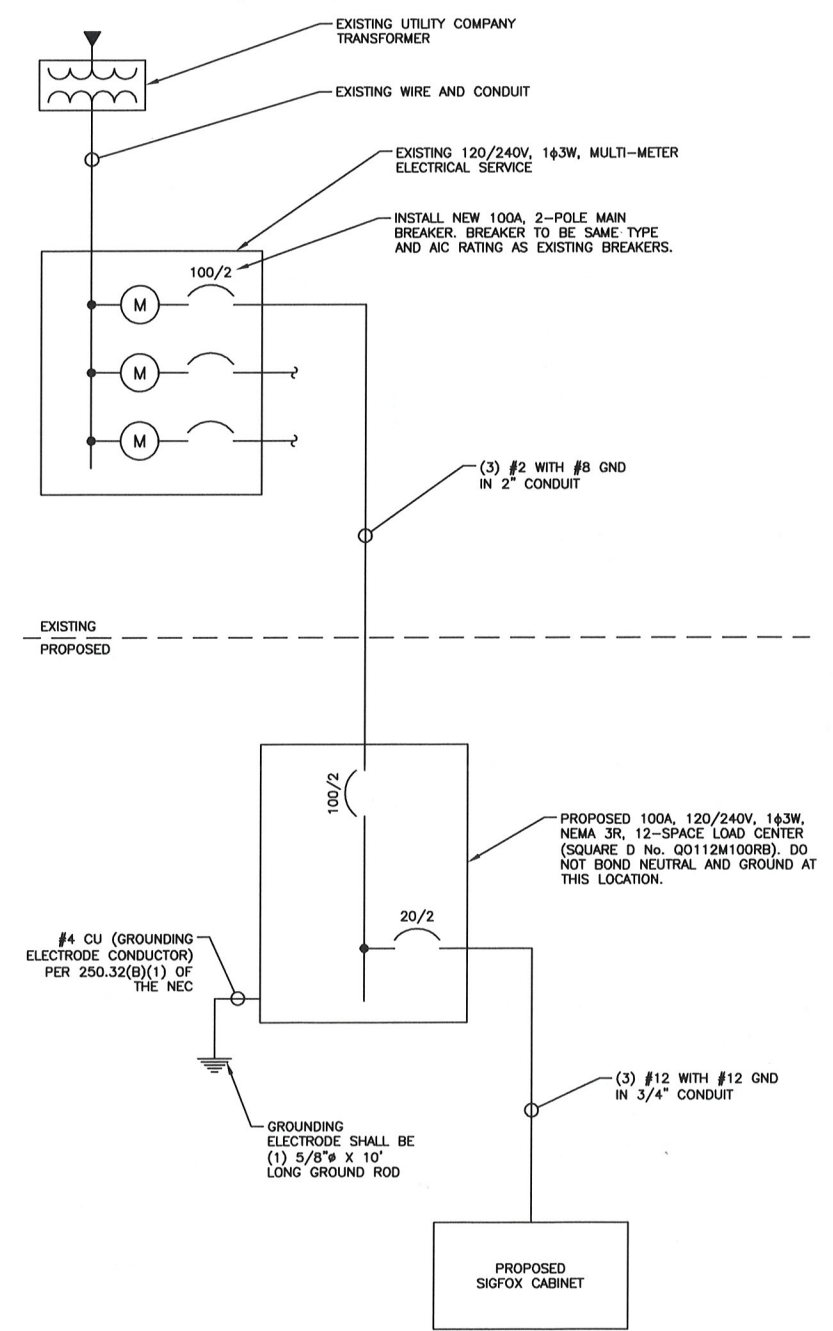 EXISTING UTILITY COMPANY
TRANSFORMER
EXISTING WIRE AND CONDUIT
EXISTING 120/240V, 1ϕ3W, MULTI-METER
ELECTRICAL SERVICE
INSTALL NEW 100A, 2-POLE MAIN
BREAKER. BREAKER TO BE SAME TYPE
AND AIC RATING AS EXISTING BREAKERS.
100/2
M
M
M
(3) #2 WITH #8 GND
IN 2" CONDUIT
EXISTING
PROPOSED
100/2
PROPOSED 100A, 120/240V, 1ϕ3W,
NEMA 3R, 12-SPACE LOAD CENTER
(SQUARE D No. QO112M100RB). DO
NOT BOND NEUTRAL AND GROUND AT
THIS LOCATION.
20/2
#4 CU (GROUNDING
ELECTRODE CONDUCTOR)
PER 250.32(B)(1) OF
THE NEC
(3) #12 WITH #12 GND
IN 3/4" CONDUIT
GROUNDING
ELECTRODE SHALL BE
(1) 5/8"ø X 10'
LONG GROUND ROD
PROPOSED
SIGFOX CABINET